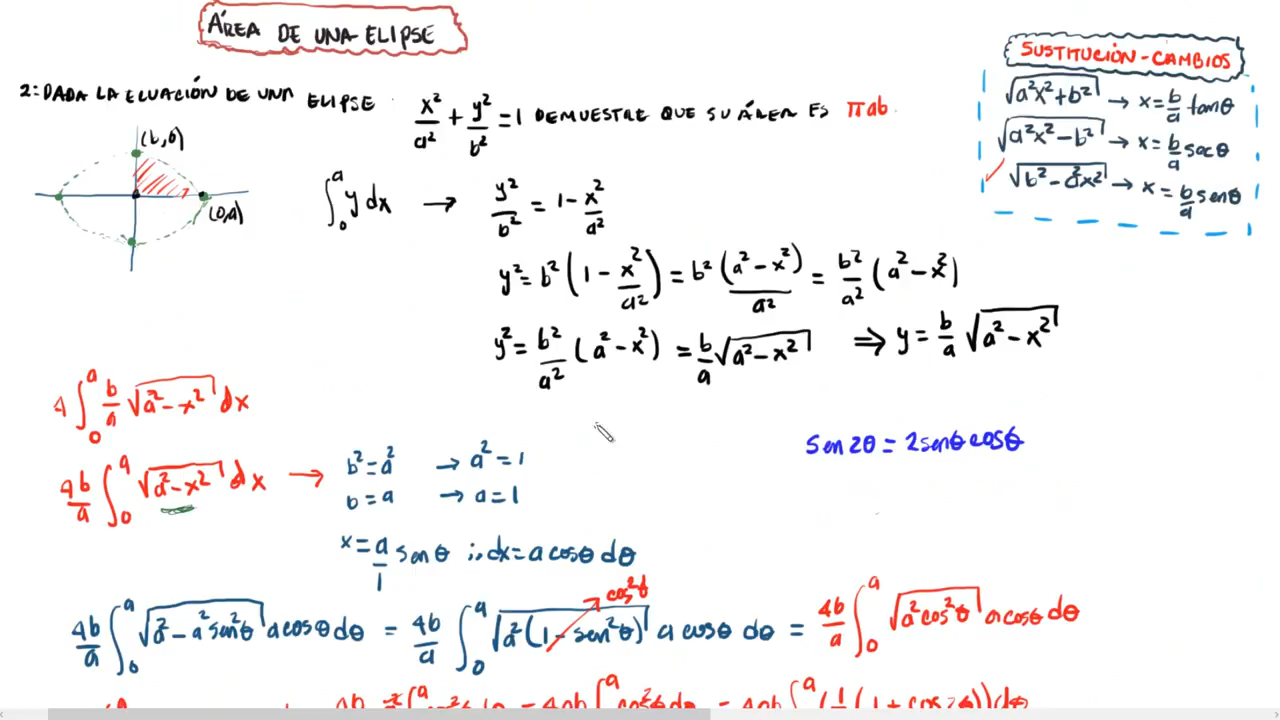 ÁREA DE UNA ELIPSE
SUSTITUCIÓN - CAMBIOS
√(a²x²+b²) → x = b/a tanθ
√(a²x² - b²) → x = b/a secθ
√(b² - a²x²) → x = b/a senθ
2: DADA LA ECUACIÓN DE UNA ELIPSE x²/a² + y²/b² = 1 DEMUESTRE QUE SU ÁREA ES πab.
(b,0)
(0,a)
∫₀ᵃ y dx → y²/b² = 1 - x²/a²
y² = b² (1 - x²/a²) = b² (a² - x²)/a² = b²/a² (a² - x²)
y² = b²/a² (a² - x²) = b/a √(a² - x²) ⇒ y = b/a √(a² - x²)
4 ∫₀ᵃ b/a √(a² - x²) dx
sen 2θ = 2senθ cosθ
4b/a ∫₀ᵃ √(a² - x²) dx → b² = a² → a² = 1
b = a → a = 1
x = a/1 senθ ∴ dx = a cosθ dθ
cos²θ
4b/a ∫₀ᵃ √(a² - a²sen²θ) a cosθ dθ = 4b/a ∫₀ᵃ √(a²(1 - sen²θ)) a cosθ dθ = 4b/a ∫₀ᵃ √(a²cos²θ) a cosθ dθ